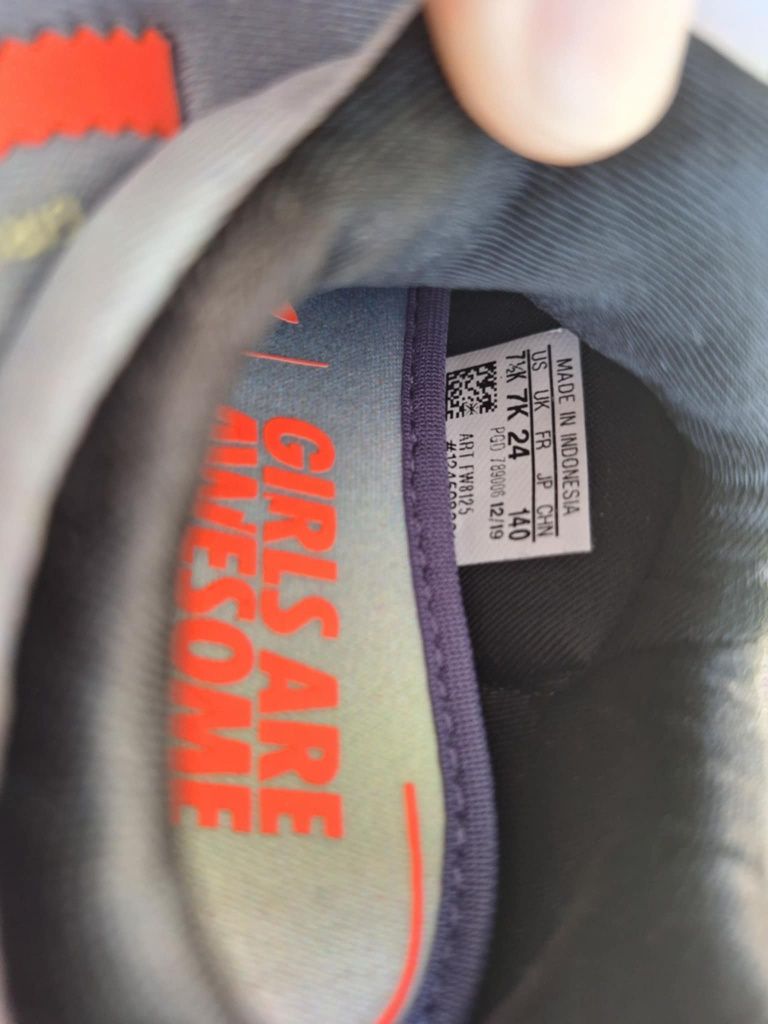 GIRLS ARE
AWESOME
MADE IN INDONESIA
US UK FR JP CHN
7½K 7K 24 140
PGD 789006 12/19
ART FW8125